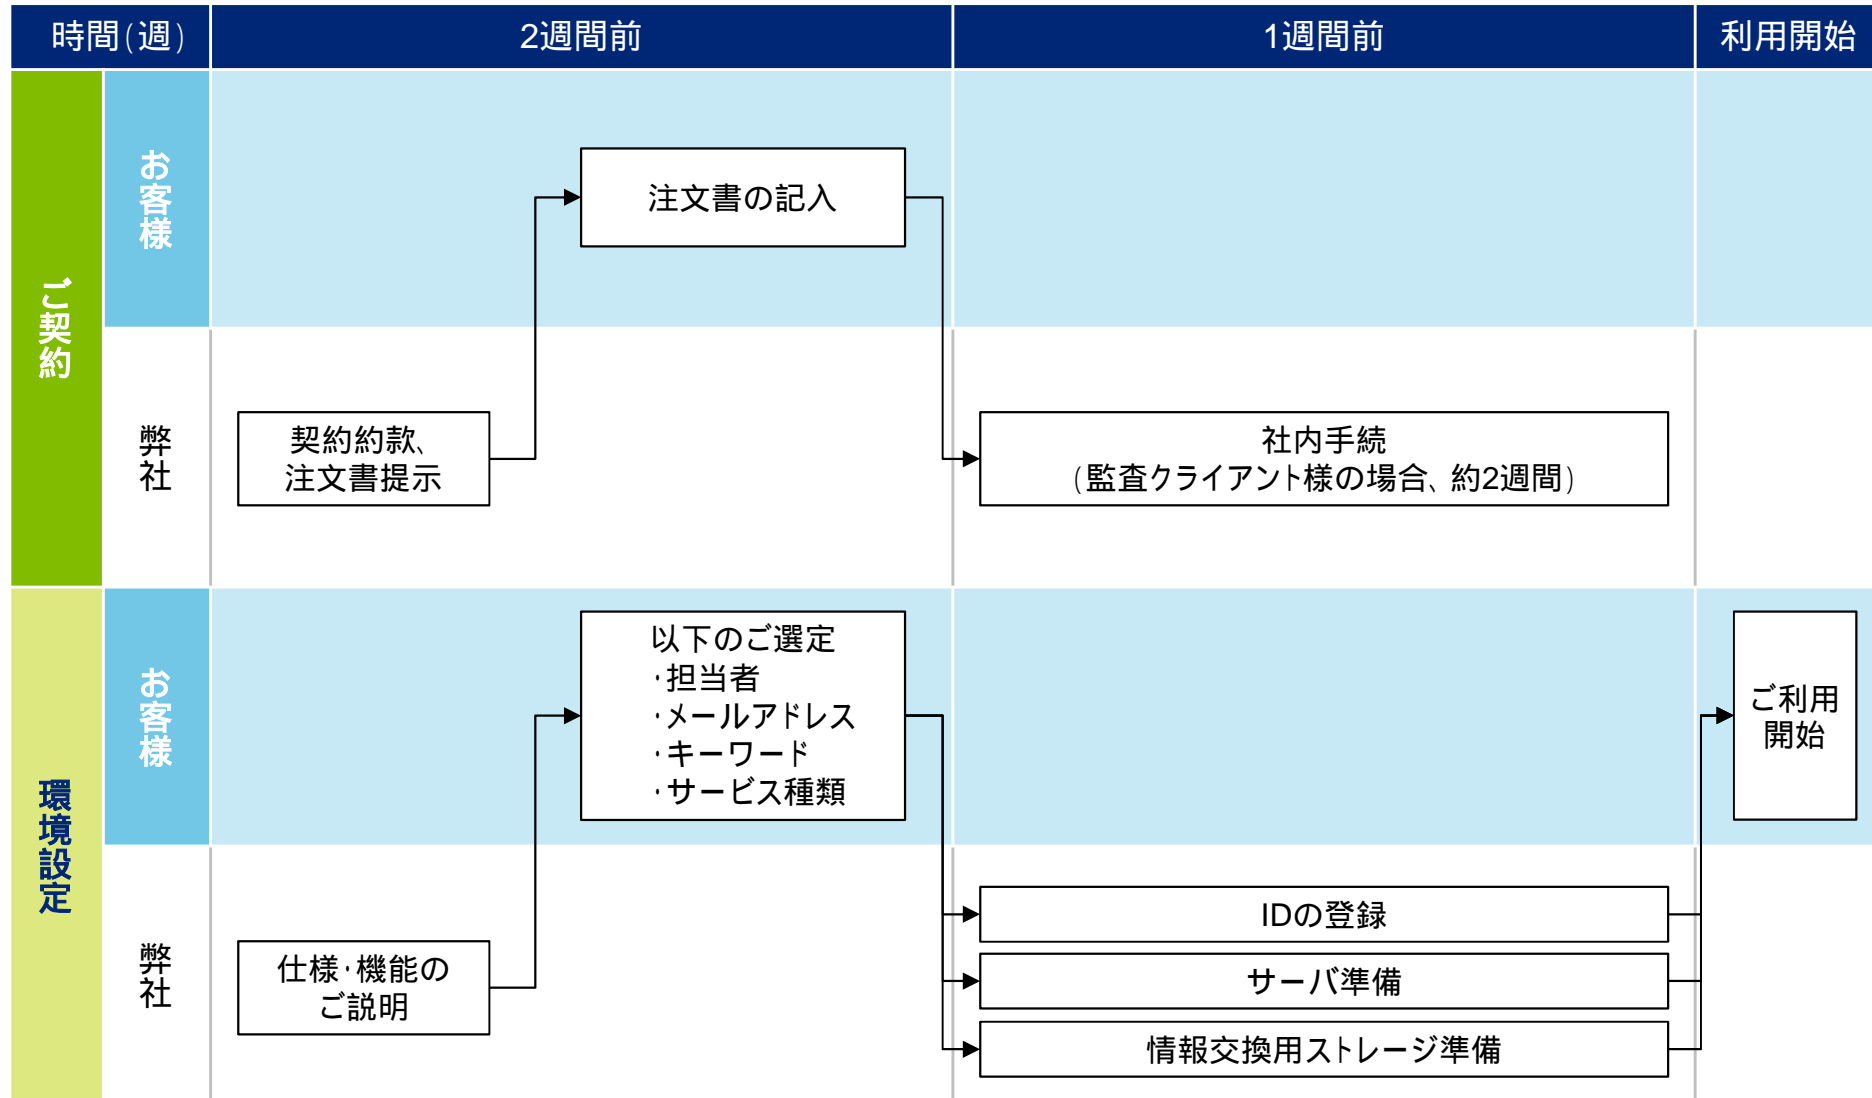 時間(週)
2週間前
1週間前
利用開始
ご契約
お客様
注文書の記入
弊社
契約約款、
注文書提示
社内手続
(監査クライアント様の場合、約2週間)
環境設定
お客様
以下のご選定
・担当者
・メールアドレス
・キーワード
・サービス種類
ご利用
開始
弊社
仕様・機能の
ご説明
IDの登録
サーバ準備
情報交換用ストレージ準備